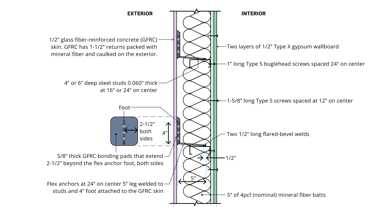 EXTERIOR
INTERIOR
1/2" glass fiber-reinforced concrete (GFRC)
skin. GFRC has 1-1/2" returns packed with
mineral fiber and caulked on the exterior.
Two layers of 1/2" Type X gypsum wallboard
1" long Type S buglehead screws spaced 24" on center
4" or 6" deep steel studs 0.060" thick
at 16" or 24" on center
1-5/8" long Type S screws spaced at 12" on center
Foot
2-1/2"
both
sides
4"
Two 1/2" long flared-bevel welds
1/2"
5/8" thick GFRC bonding pads that extend
2-1/2" beyond the flex anchor foot, both sides
5"
Flex anchors at 24" on center 5" leg welded to
studs and 4" foot attached to the GFRC skin
5" of 4pcf (nominal) mineral fiber batts